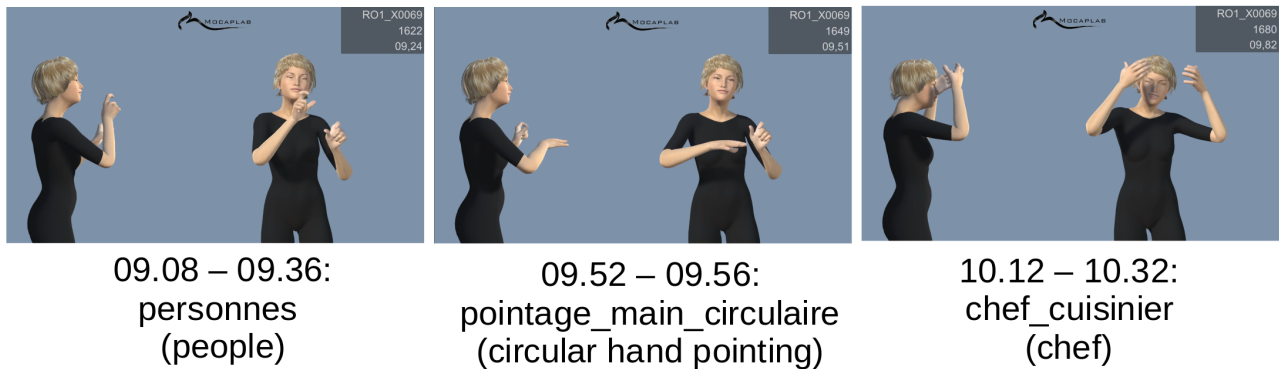 MOCAPLAB
RO1_X0069
1622
09,24
MOCAPLAB
RO1_X0069
1649
09,51
MOCAPLAB
RO1_X0069
1680
09,82
09.08 – 09.36:
personnes
(people)
09.52 – 09.56:
pointage_main_circulaire
(circular hand pointing)
10.12 – 10.32:
chef_cuisinier
(chef)